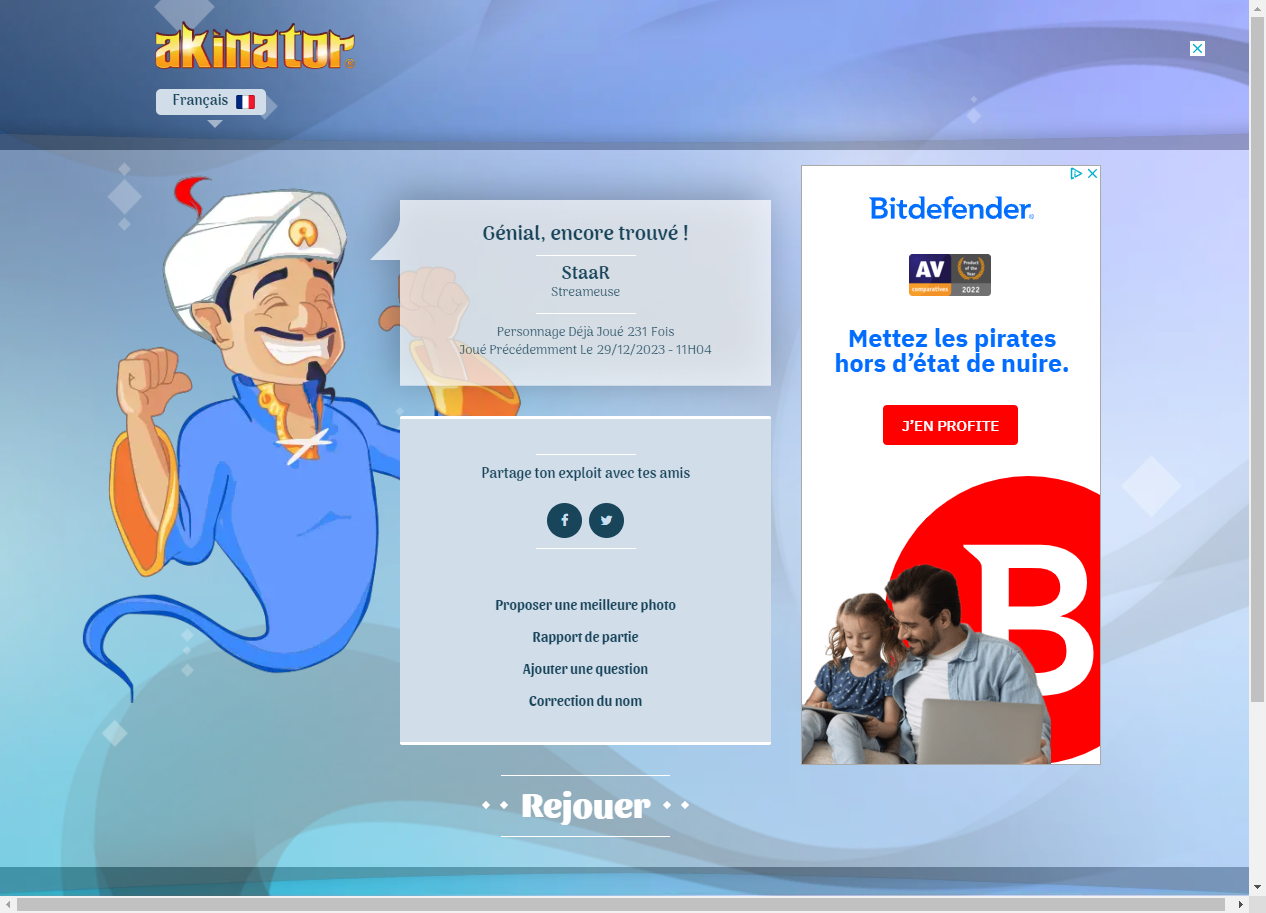 akinator
Français
Génial, encore trouvé !
StaaR
Streameuse
Personnage Déjà Joué 231 Fois
Joué Précédemment Le 29/12/2023 - 11H04
Partage ton exploit avec tes amis
Proposer une meilleure photo
Rapport de partie
Ajouter une question
Correction du nom
Rejouer
Bitdefender
AV
comparatives
Product
of the
Year
2022
Mettez les pirates
hors d’état de nuire.
J’EN PROFITE
B